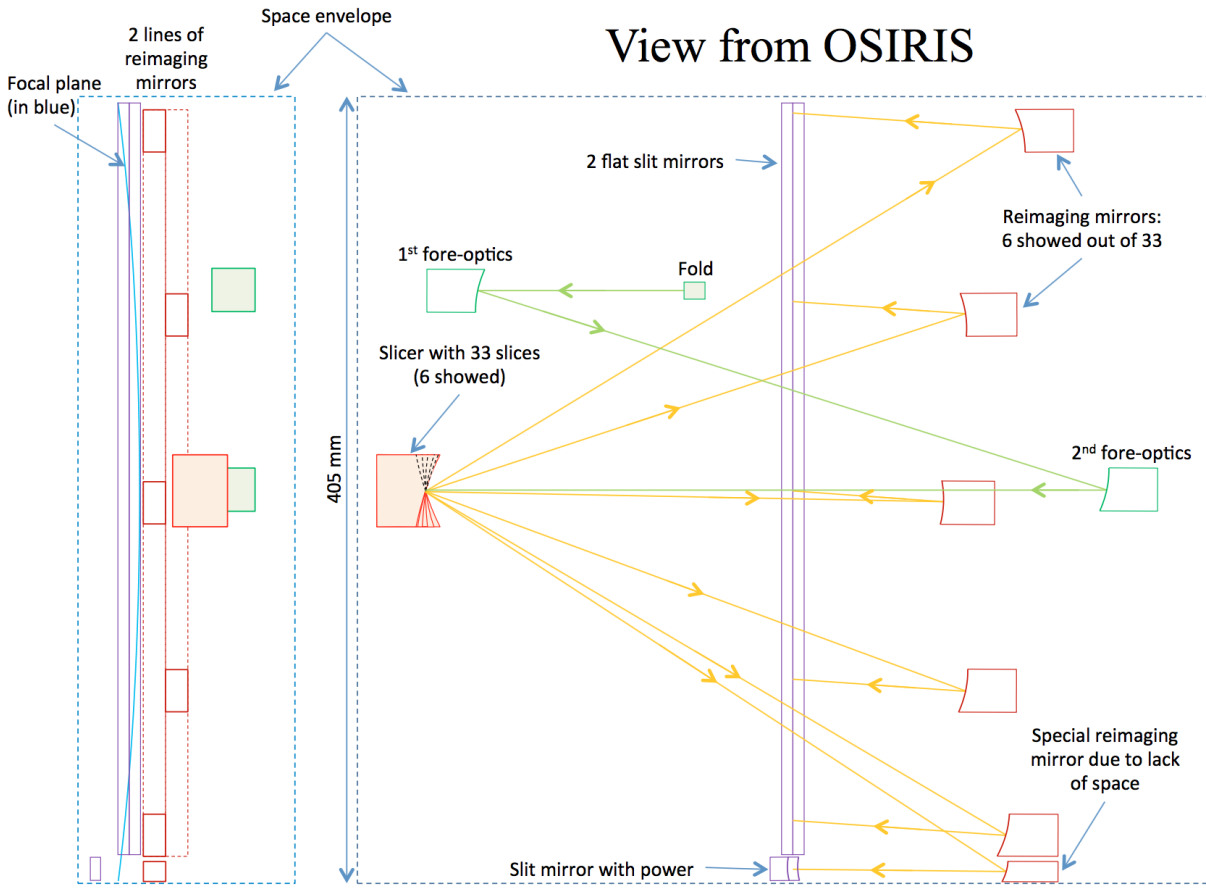 Space envelope
View from OSIRIS
2 lines of
reimaging
mirrors
Focal plane
(in blue)
2 flat slit mirrors
Reimaging mirrors:
6 showed out of 33
1st fore-optics
Fold
Slicer with 33 slices
(6 showed)
405 mm
2nd fore-optics
Special reimaging
mirror due to lack
of space
Slit mirror with power